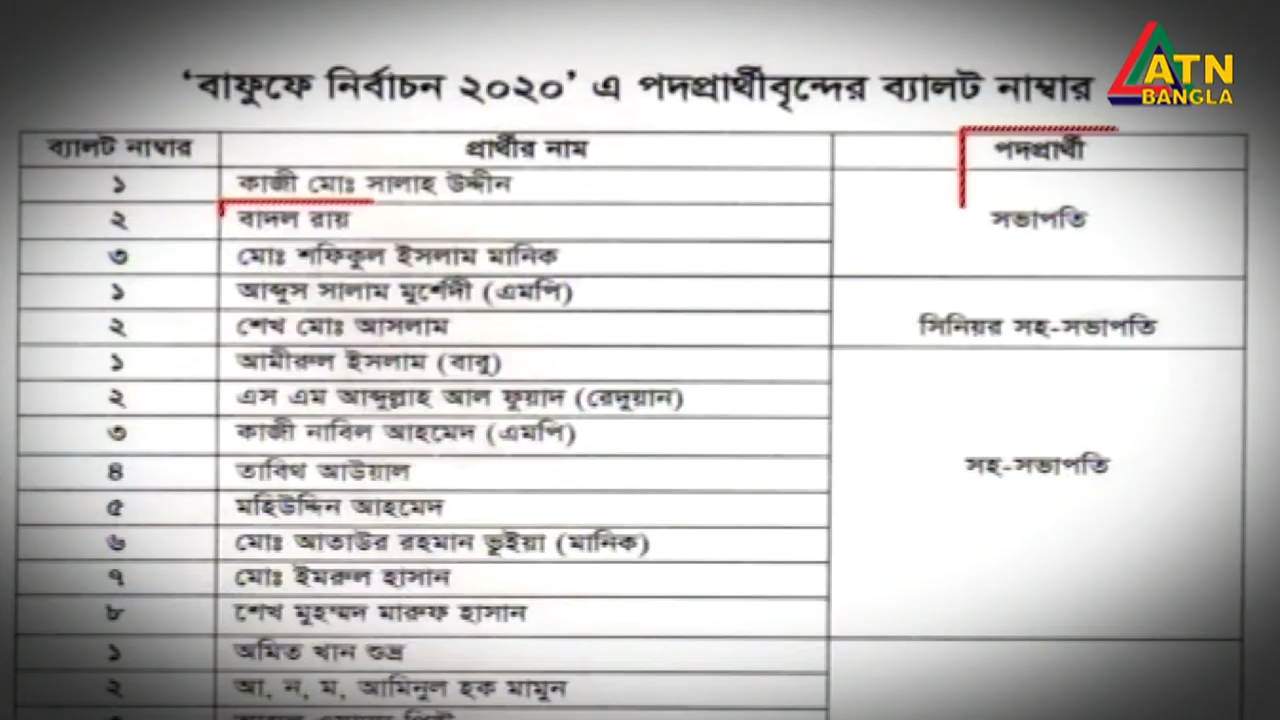 'বাফুফে নির্বাচন ২০২০' এ পদপ্রার্থীবৃন্দের ব্যালট নাম্বার
ATN
BANGLA
ব্যালট নাম্বার প্রার্থীর নাম পদপ্রার্থী
১ কাজী মোঃ সালাহ উদ্দীন
২ বাদল রায় সভাপতি
৩ মোঃ শফিকুল ইসলাম মানিক
১ আব্দুস সালাম মুর্শেদী (এমপি)
২ শেখ মোঃ আসলাম সিনিয়র সহ-সভাপতি
১ আমীরুল ইসলাম (বাবু)
২ এস এম আব্দুল্লাহ আল ফুয়াদ (রেদুয়ান)
৩ কাজী নাবিল আহমেদ (এমপি)
৪ তাবিথ আউয়াল সহ-সভাপতি
৫ মহিউদ্দিন আহমেদ
৬ মোঃ আতাউর রহমান ভূইয়া (মানিক)
৭ মোঃ ইমরুল হাসান
৮ শেখ মুহম্মদ মারুফ হাসান
১ অমিত খান শুভ্র
২ আ, ন, ম, আমিনুল হক মামুন